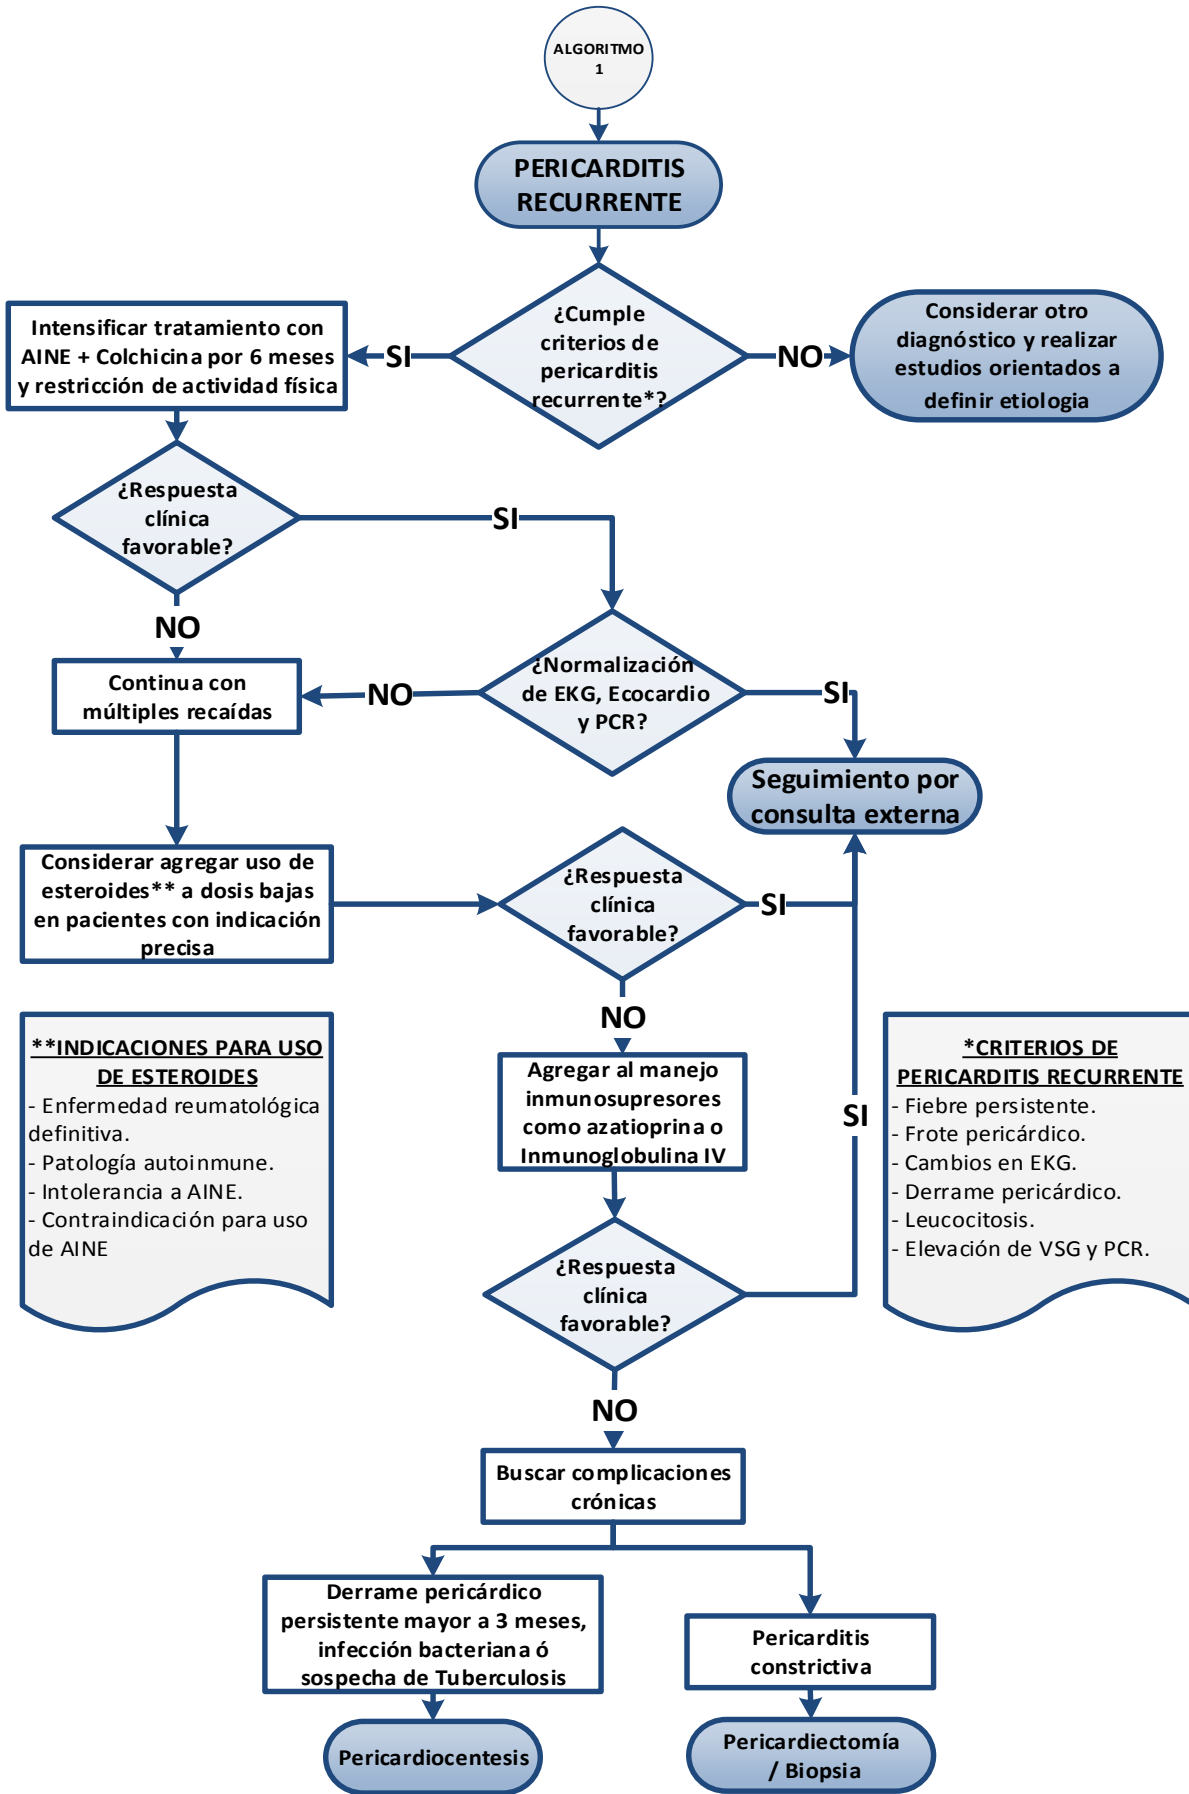 ALGORITMO
1
PERICARDITIS
RECURRENTE
¿Cumple
criterios de
pericarditis
recurrente*?
SI
NO
Intensificar tratamiento con
AINE + Colchicina por 6 meses
y restricción de actividad física
Considerar otro
diagnóstico y realizar
estudios orientados a
definir etiologia
¿Respuesta
clínica
favorable?
SI
NO
¿Normalización
de EKG, Ecocardio
y PCR?
NO
SI
Continua con
múltiples recaídas
Seguimiento por
consulta externa
Considerar agregar uso de
esteroides** a dosis bajas
en pacientes con indicación
precisa
¿Respuesta
clínica
favorable?
SI
NO
**INDICACIONES PARA USO
DE ESTEROIDES
- Enfermedad reumatológica
definitiva.
- Patología autoinmune.
- Intolerancia a AINE.
- Contraindicación para uso
de AINE
Agregar al manejo
inmunosupresores
como azatioprina o
Inmunoglobulina IV
SI
*CRITERIOS DE
PERICARDITIS RECURRENTE
- Fiebre persistente.
- Frote pericárdico.
- Cambios en EKG.
- Derrame pericárdico.
- Leucocitosis.
- Elevación de VSG y PCR.
¿Respuesta
clínica
favorable?
NO
Buscar complicaciones
crónicas
Derrame pericárdico
persistente mayor a 3 meses,
infección bacteriana ó
sospecha de Tuberculosis
Pericarditis
constrictiva
Pericardiocentesis
Pericardiectomía
/ Biopsia